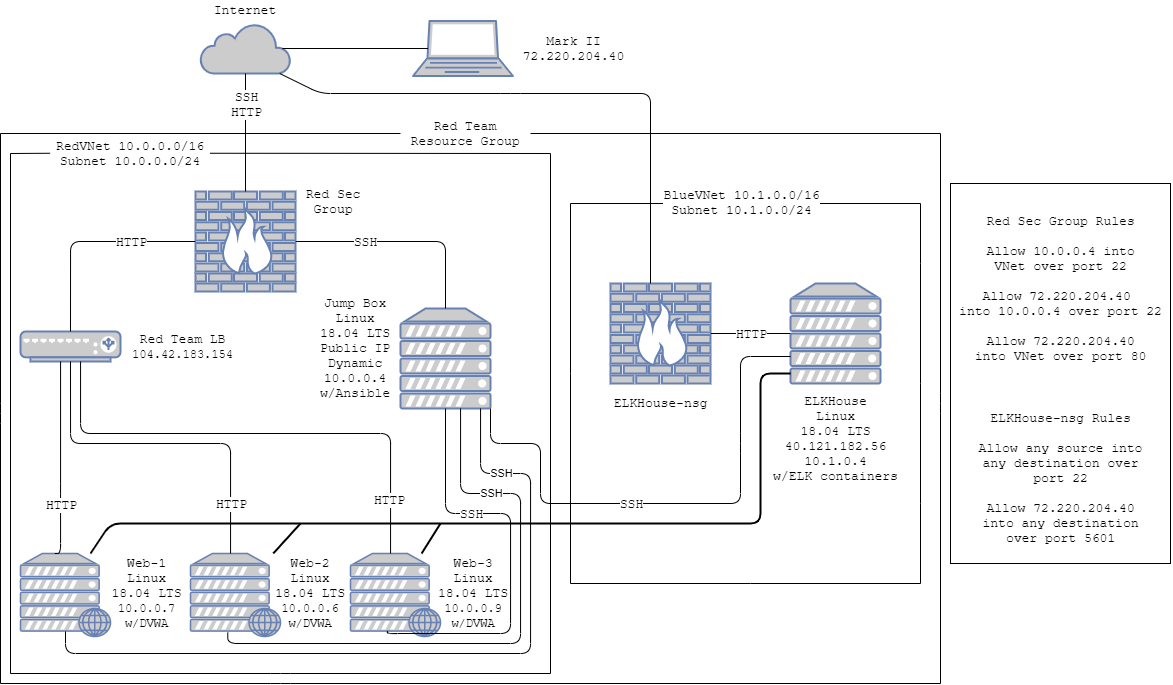 Internet
Mark II
72.220.204.40
SSH
HTTP
Red Team
Resource Group
RedVNet 10.0.0.0/16
Subnet 10.0.0.0/24
Red Sec
Group
HTTP
SSH
BlueVNet 10.1.0.0/16
Subnet 10.1.0.0/24
Red Team LB
104.42.183.154
Jump Box
Linux
18.04 LTS
Public IP
Dynamic
10.0.0.4
w/Ansible
HTTP
ELKHouse-nsg
ELKHouse
Linux
18.04 LTS
40.121.182.56
10.1.0.4
w/ELK containers
HTTP
HTTP
HTTP
SSH
SSH
SSH
SSH
Web-1
Linux
18.04 LTS
10.0.0.7
w/DVWA
Web-2
Linux
18.04 LTS
10.0.0.6
w/DVWA
Web-3
Linux
18.04 LTS
10.0.0.9
w/DVWA
Red Sec Group Rules
Allow 10.0.0.4 into
VNet over port 22
Allow 72.220.204.40
into 10.0.0.4 over port 22
Allow 72.220.204.40
into VNet over port 80
ELKHouse-nsg Rules
Allow any source into
any destination over
port 22
Allow 72.220.204.40
into any destination
over port 5601